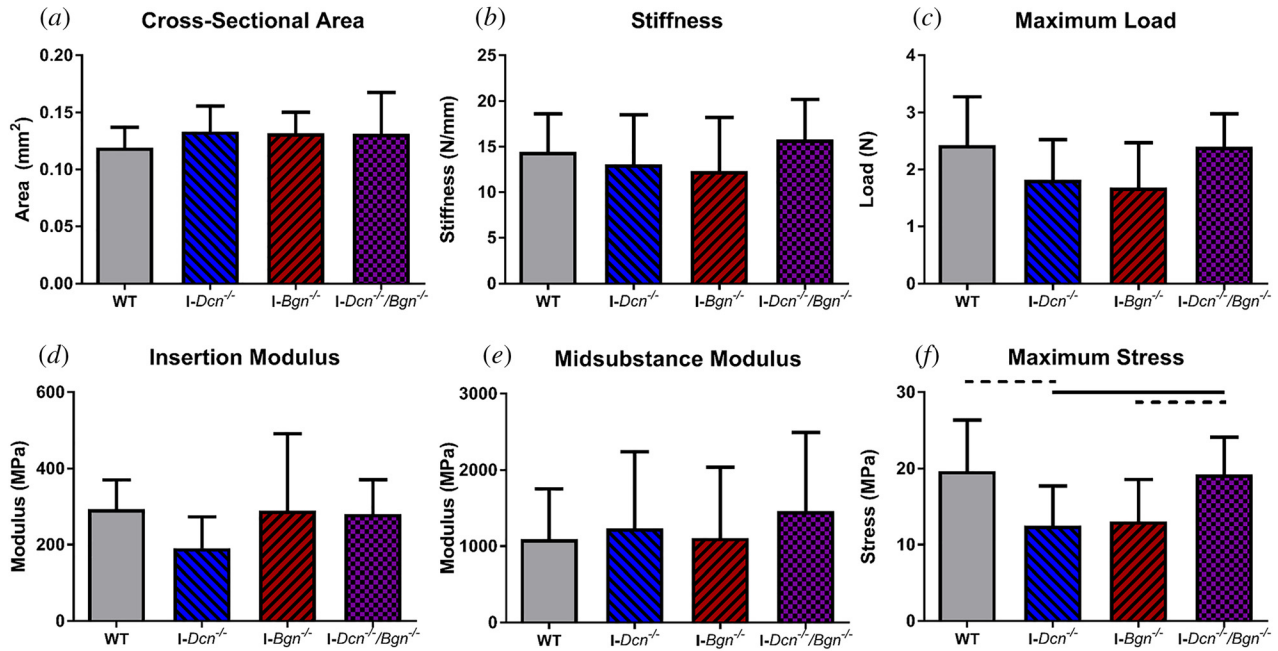 (a) Cross-Sectional Area
Area (mm²)
0.20
0.15
0.10
0.05
0.00
WT I-Dcn⁻/⁻ I-Bgn⁻/⁻ I-Dcn⁻/⁻/Bgn⁻/⁻
(b) Stiffness
Stiffness (N/mm)
25
20
15
10
5
0
WT I-Dcn⁻/⁻ I-Bgn⁻/⁻ I-Dcn⁻/⁻/Bgn⁻/⁻
(c) Maximum Load
Load (N)
4
3
2
1
0
WT I-Dcn⁻/⁻ I-Bgn⁻/⁻ I-Dcn⁻/⁻/Bgn⁻/⁻
(d) Insertion Modulus
Modulus (MPa)
600
400
200
0
WT I-Dcn⁻/⁻ I-Bgn⁻/⁻ I-Dcn⁻/⁻/Bgn⁻/⁻
(e) Midsubstance Modulus
Modulus (MPa)
3000
2000
1000
0
WT I-Dcn⁻/⁻ I-Bgn⁻/⁻ I-Dcn⁻/⁻/Bgn⁻/⁻
(f) Maximum Stress
Stress (MPa)
30
20
10
0
WT I-Dcn⁻/⁻ I-Bgn⁻/⁻ I-Dcn⁻/⁻/Bgn⁻/⁻